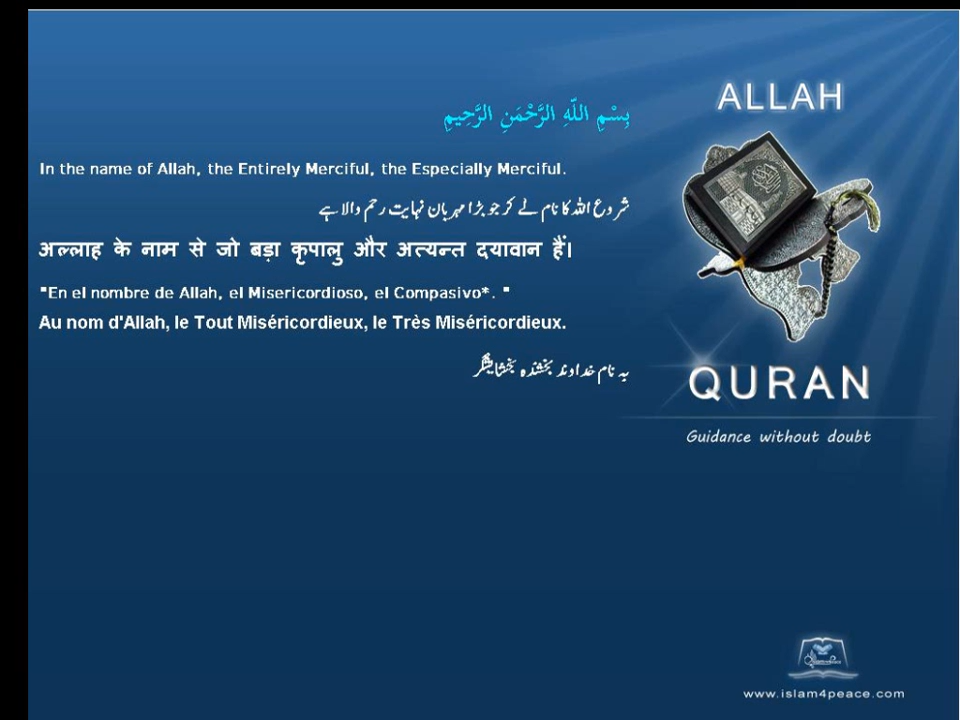 بِسْمِ اللّهِ الرَّحْمَنِ الرَّحِيمِ
In the name of Allah, the Entirely Merciful, the Especially Merciful.
شروع الله کا نام لے کر جو بڑا مہربان نہایت رحم والا ہے
अल्लाह के नाम से जो बड़ा कृपालु और अत्यन्त दयावान हैं।
"En el nombre de Allah, el Misericordioso, el Compasivo*. "
Au nom d'Allah, le Tout Miséricordieux, le Très Miséricordieux.
به نام خداوند بخشنده بخشایشگر
ALLAH
QURAN
Guidance without doubt
www.islam4peace.com